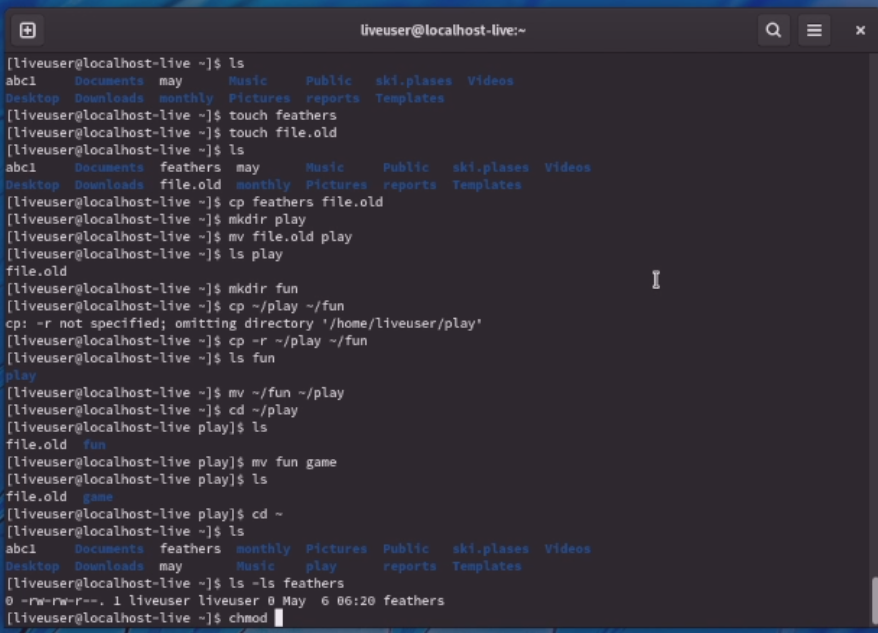 liveuser@localhost-live:~
[liveuser@localhost-live ~]$ ls
abc1 Documents may Music Public ski.plases Videos
Desktop Downloads monthly Pictures reports Templates
[liveuser@localhost-live ~]$ touch feathers
[liveuser@localhost-live ~]$ touch file.old
[liveuser@localhost-live ~]$ ls
abc1 Documents feathers may Music Public ski.plases Videos
Desktop Downloads file.old monthly Pictures reports Templates
[liveuser@localhost-live ~]$ cp feathers file.old
[liveuser@localhost-live ~]$ mkdir play
[liveuser@localhost-live ~]$ mv file.old play
[liveuser@localhost-live ~]$ ls play
file.old
[liveuser@localhost-live ~]$ mkdir fun
[liveuser@localhost-live ~]$ cp ~/play ~/fun
cp: -r not specified; omitting directory '/home/liveuser/play'
[liveuser@localhost-live ~]$ cp -r ~/play ~/fun
[liveuser@localhost-live ~]$ ls fun
play
[liveuser@localhost-live ~]$ mv ~/fun ~/play
[liveuser@localhost-live ~]$ cd ~/play
[liveuser@localhost-live play]$ ls
file.old fun
[liveuser@localhost-live play]$ mv fun game
[liveuser@localhost-live play]$ ls
file.old game
[liveuser@localhost-live play]$ cd ~
[liveuser@localhost-live ~]$ ls
abc1 Documents feathers monthly Pictures Public ski.plases Videos
Desktop Downloads may Music play reports Templates
[liveuser@localhost-live ~]$ ls -ls feathers
0 -rw-rw-r--. 1 liveuser liveuser 0 May 6 06:20 feathers
[liveuser@localhost-live ~]$ chmod